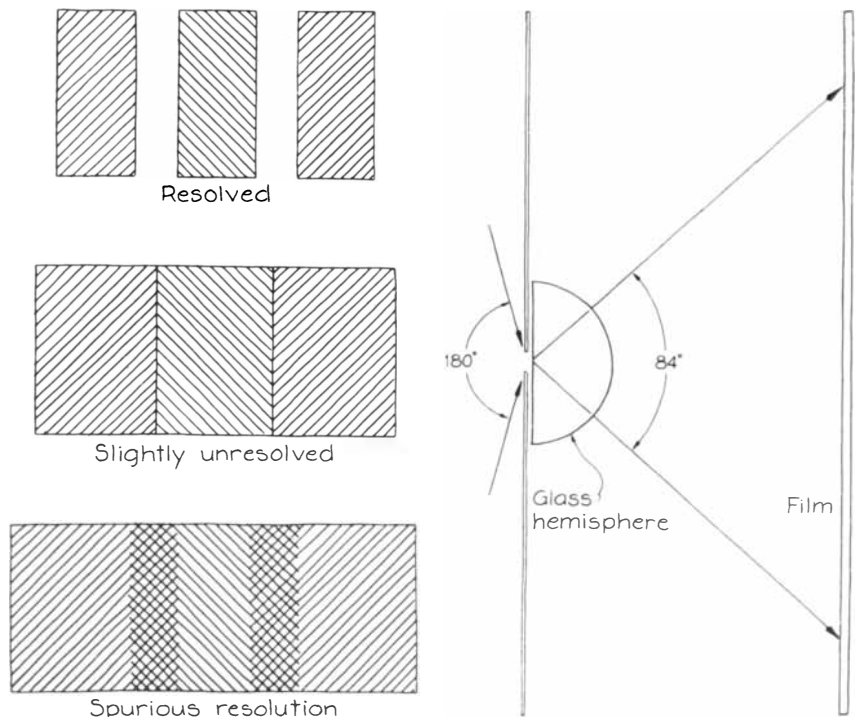 Resolved
Slightly unresolved
Spurious resolution
180°
84°
Glass
hemisphere
Film